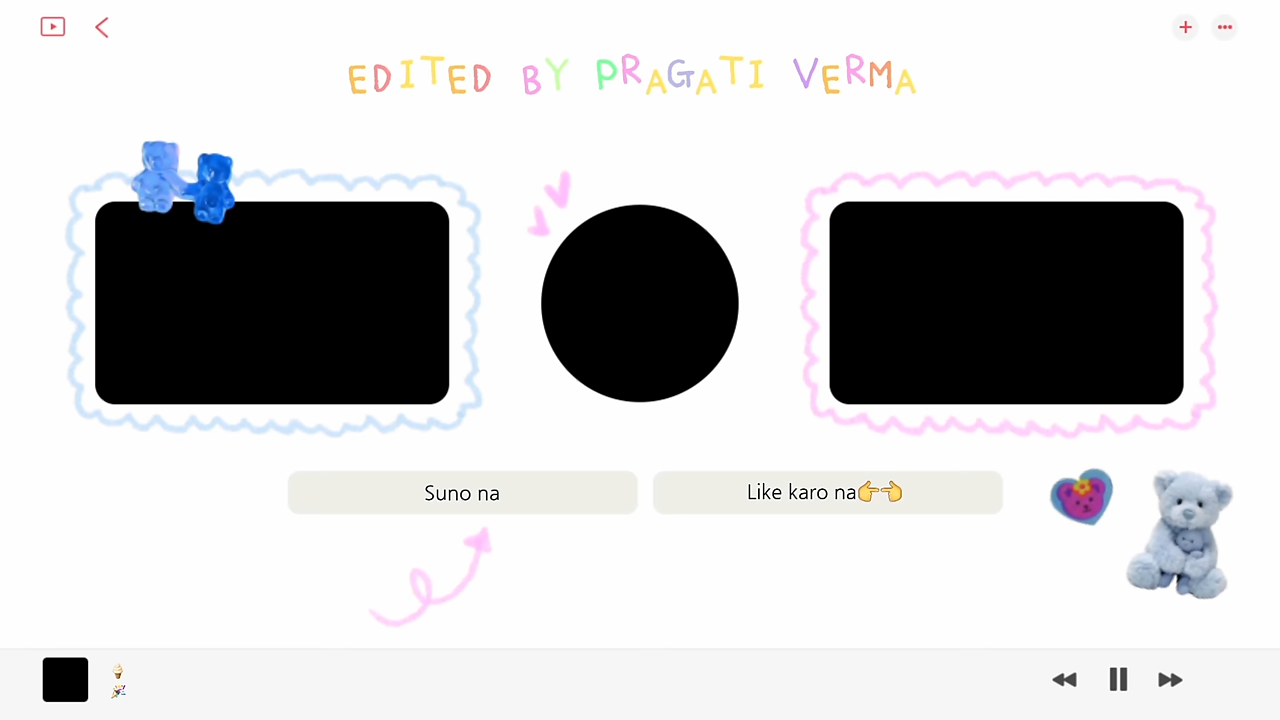 EDITED BY PRAGATI VERMA
Suno na
Like karo na👉👈
🍦
🎉